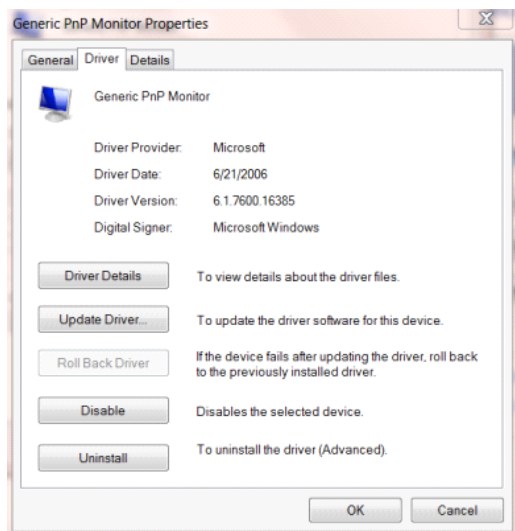 Generic PnP Monitor Properties
General Driver Details
Generic PnP Monitor
Driver Provider: Microsoft
Driver Date: 6/21/2006
Driver Version: 6.1.7600.16385
Digital Signer: Microsoft Windows
Driver Details To view details about the driver files.
Update Driver... To update the driver software for this device.
Roll Back Driver If the device fails after updating the driver, roll back
to the previously installed driver.
Disable Disables the selected device.
Uninstall To uninstall the driver (Advanced).
OK Cancel